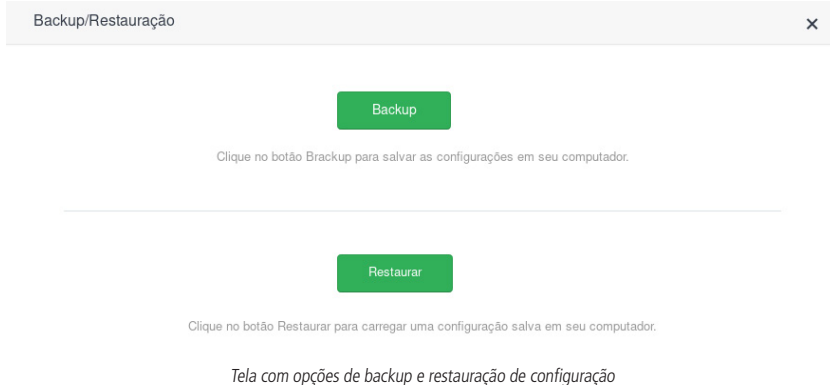 Backup/Restauração
×
Backup
Clique no botão Brackup para salvar as configurações em seu computador.
Restaurar
Clique no botão Restaurar para carregar uma configuração salva em seu computador.
Tela com opções de backup e restauração de configuração